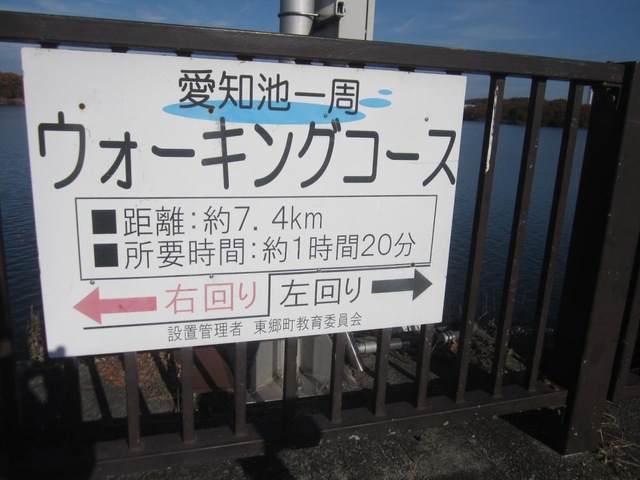 愛知池一周
ウォーキングコース
■距離:約7.4km
■所要時間:約1時間20分
右回り 左回り
設置管理者 東郷町教育委員会